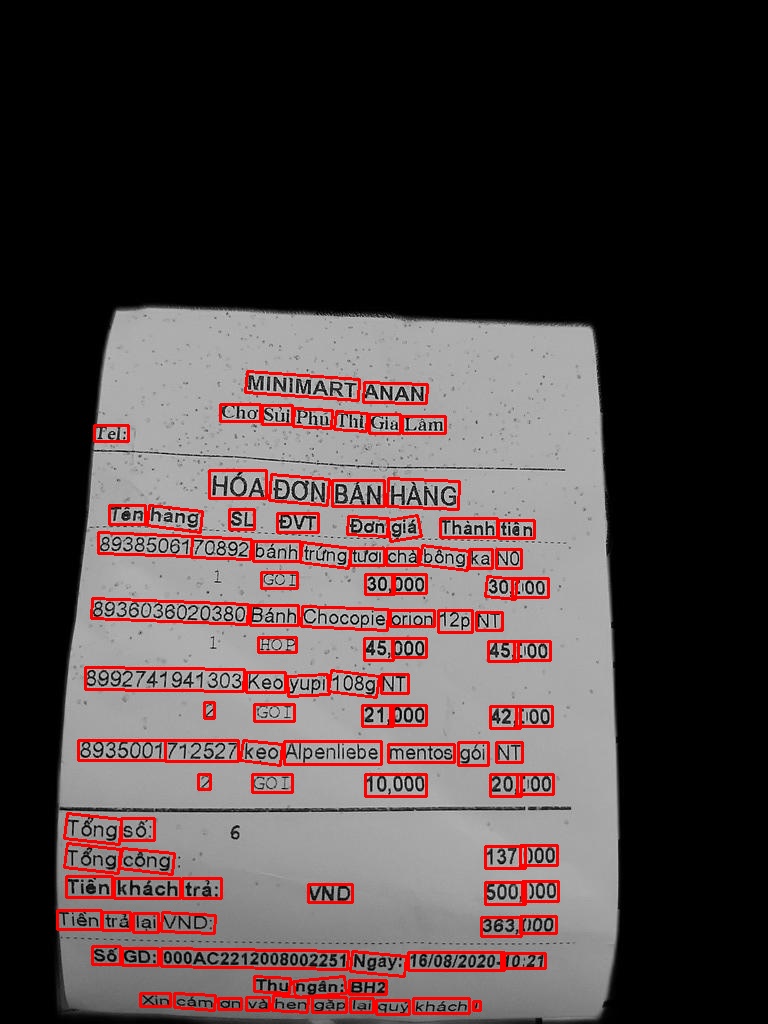 MINIMART ANAN
Chợ Sủi Phú Thị Gia Lâm
Tel:
HÓA ĐƠN BÁN HÀNG
Tên hàng SL ĐVT Đơn giá Thành tiền
8938506170892 bánh trứng tươi chà bông ka N0
1 GOI 30,000 30,000
8936036020380 Bánh Chocopie orion 12p NT
1 HOP 45,000 45,000
8992741941303 Keo yupi 108g NT
2 GOI 21,000 42,000
8935001712527 keo Alpenliebe mentos gói NT
2 GOI 10,000 20,000
Tổng số: 6
Tổng cộng : 137,000
Tiền khách trả: VND 500,000
Tiền trả lại VND: 363,000
Số GD: 000AC2212008002251 Ngay: 16/08/2020-10:21
Thu ngân: BH2
Xin cám ơn và hẹn gặp lại quý khách !